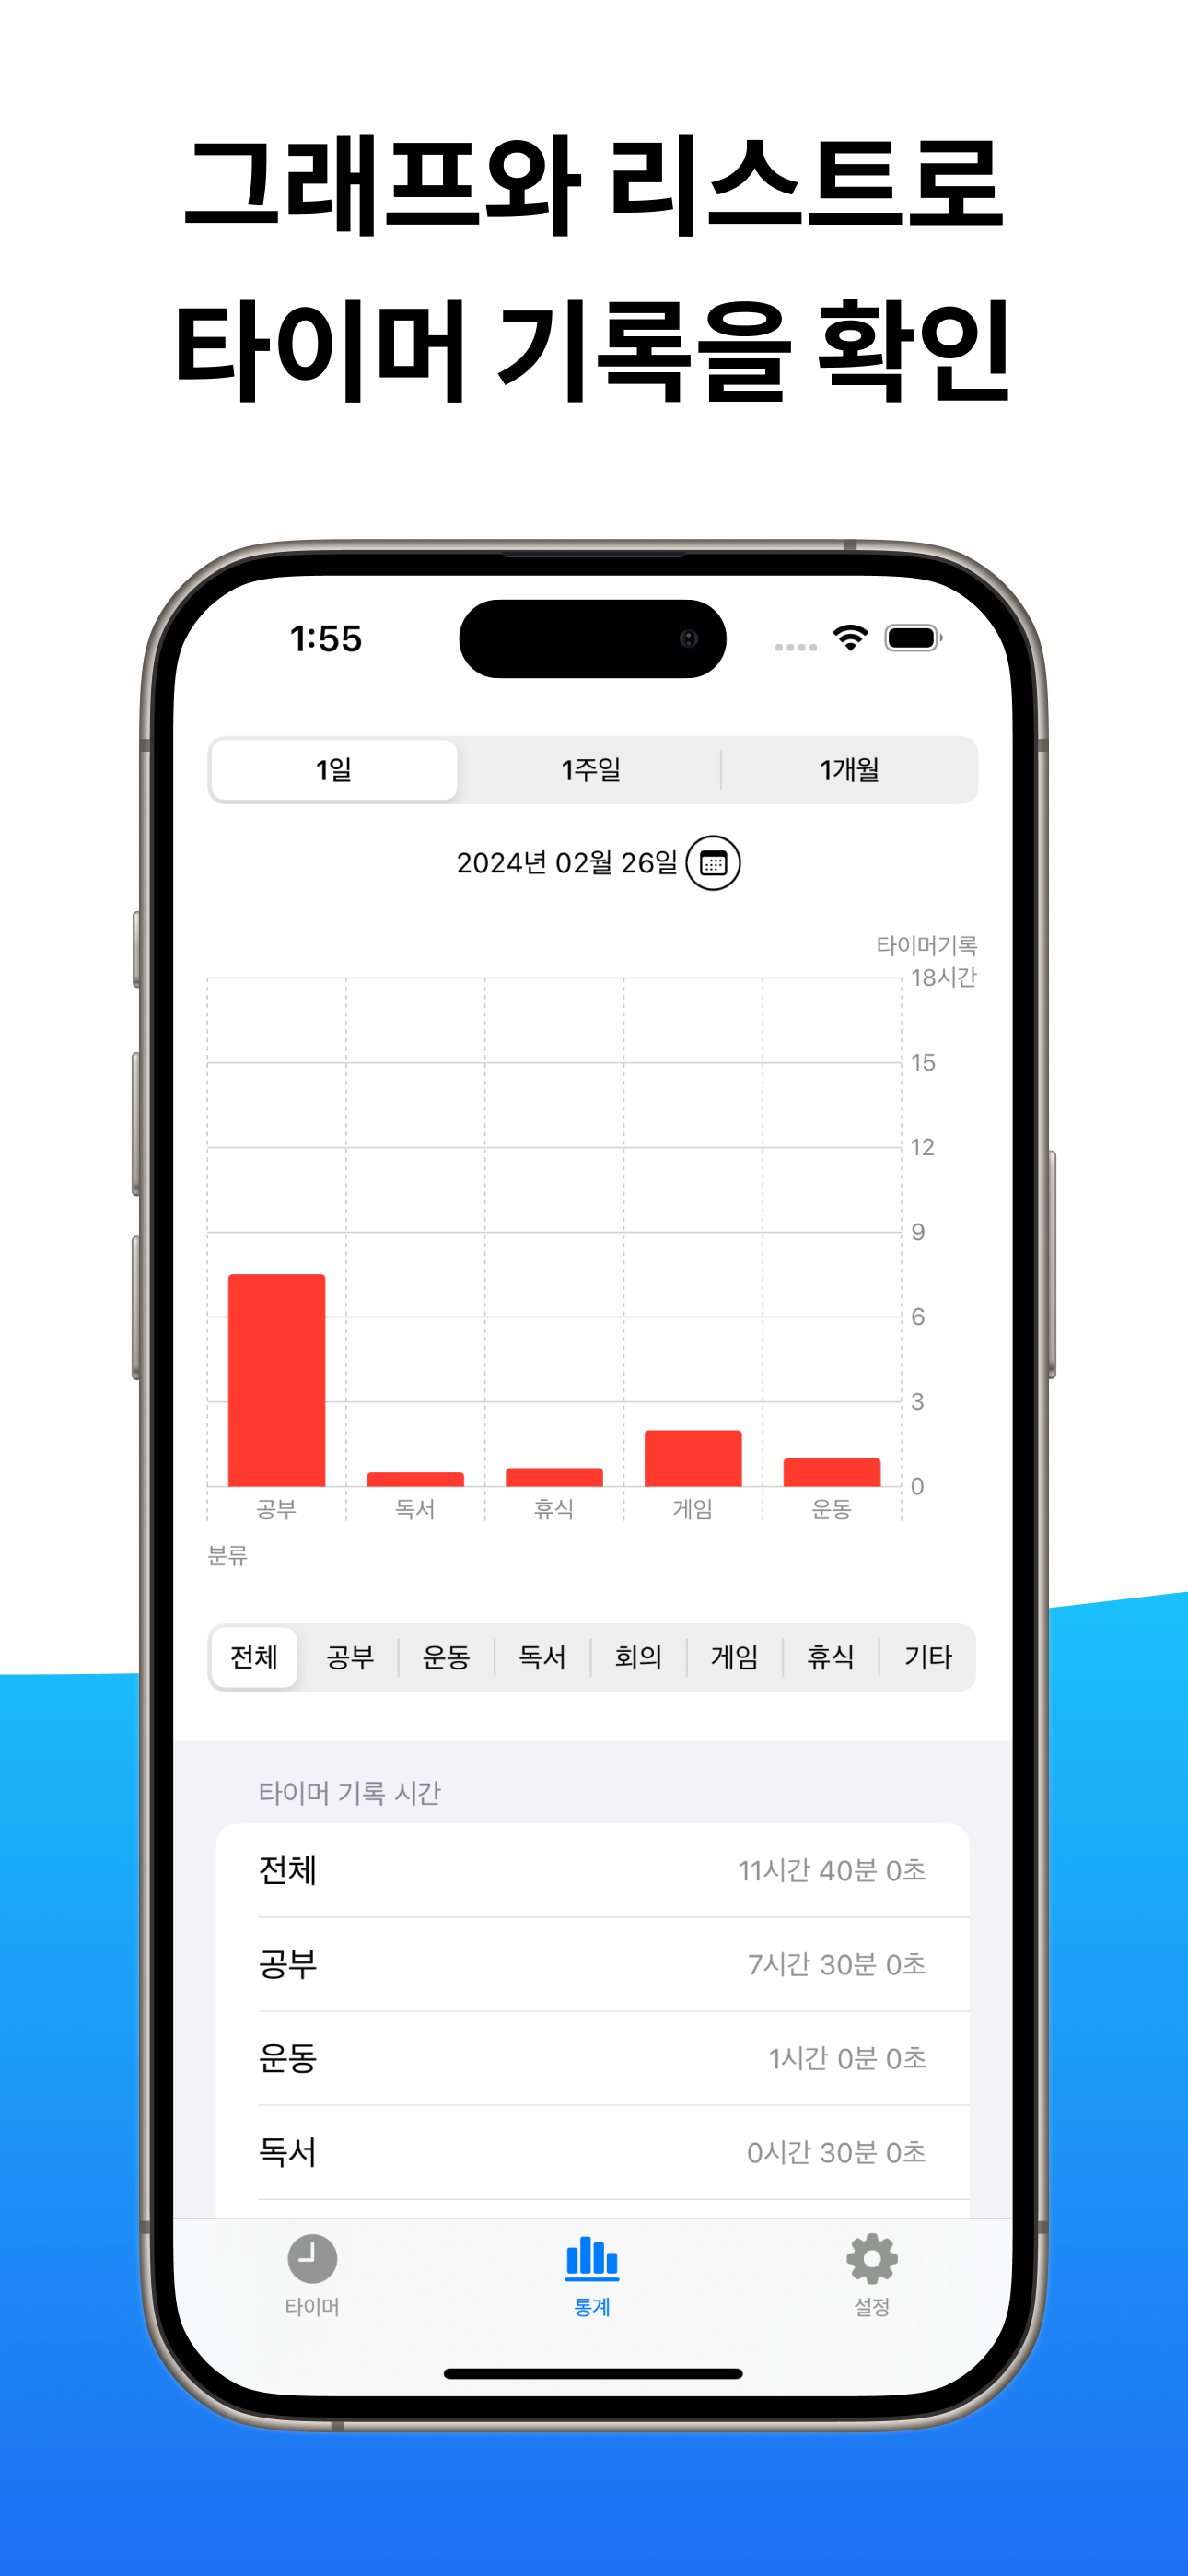 그래프와 리스트로
타이머 기록을 확인
1:55
1일 1주일 1개월
2024년 02월 26일
타이머기록
18시간
15
12
9
6
3
0
공부 독서 휴식 게임 운동
분류
전체 공부 운동 독서 회의 게임 휴식 기타
타이머 기록 시간
전체 11시간 40분 0초
공부 7시간 30분 0초
운동 1시간 0분 0초
독서 0시간 30분 0초
타이머 통계 설정